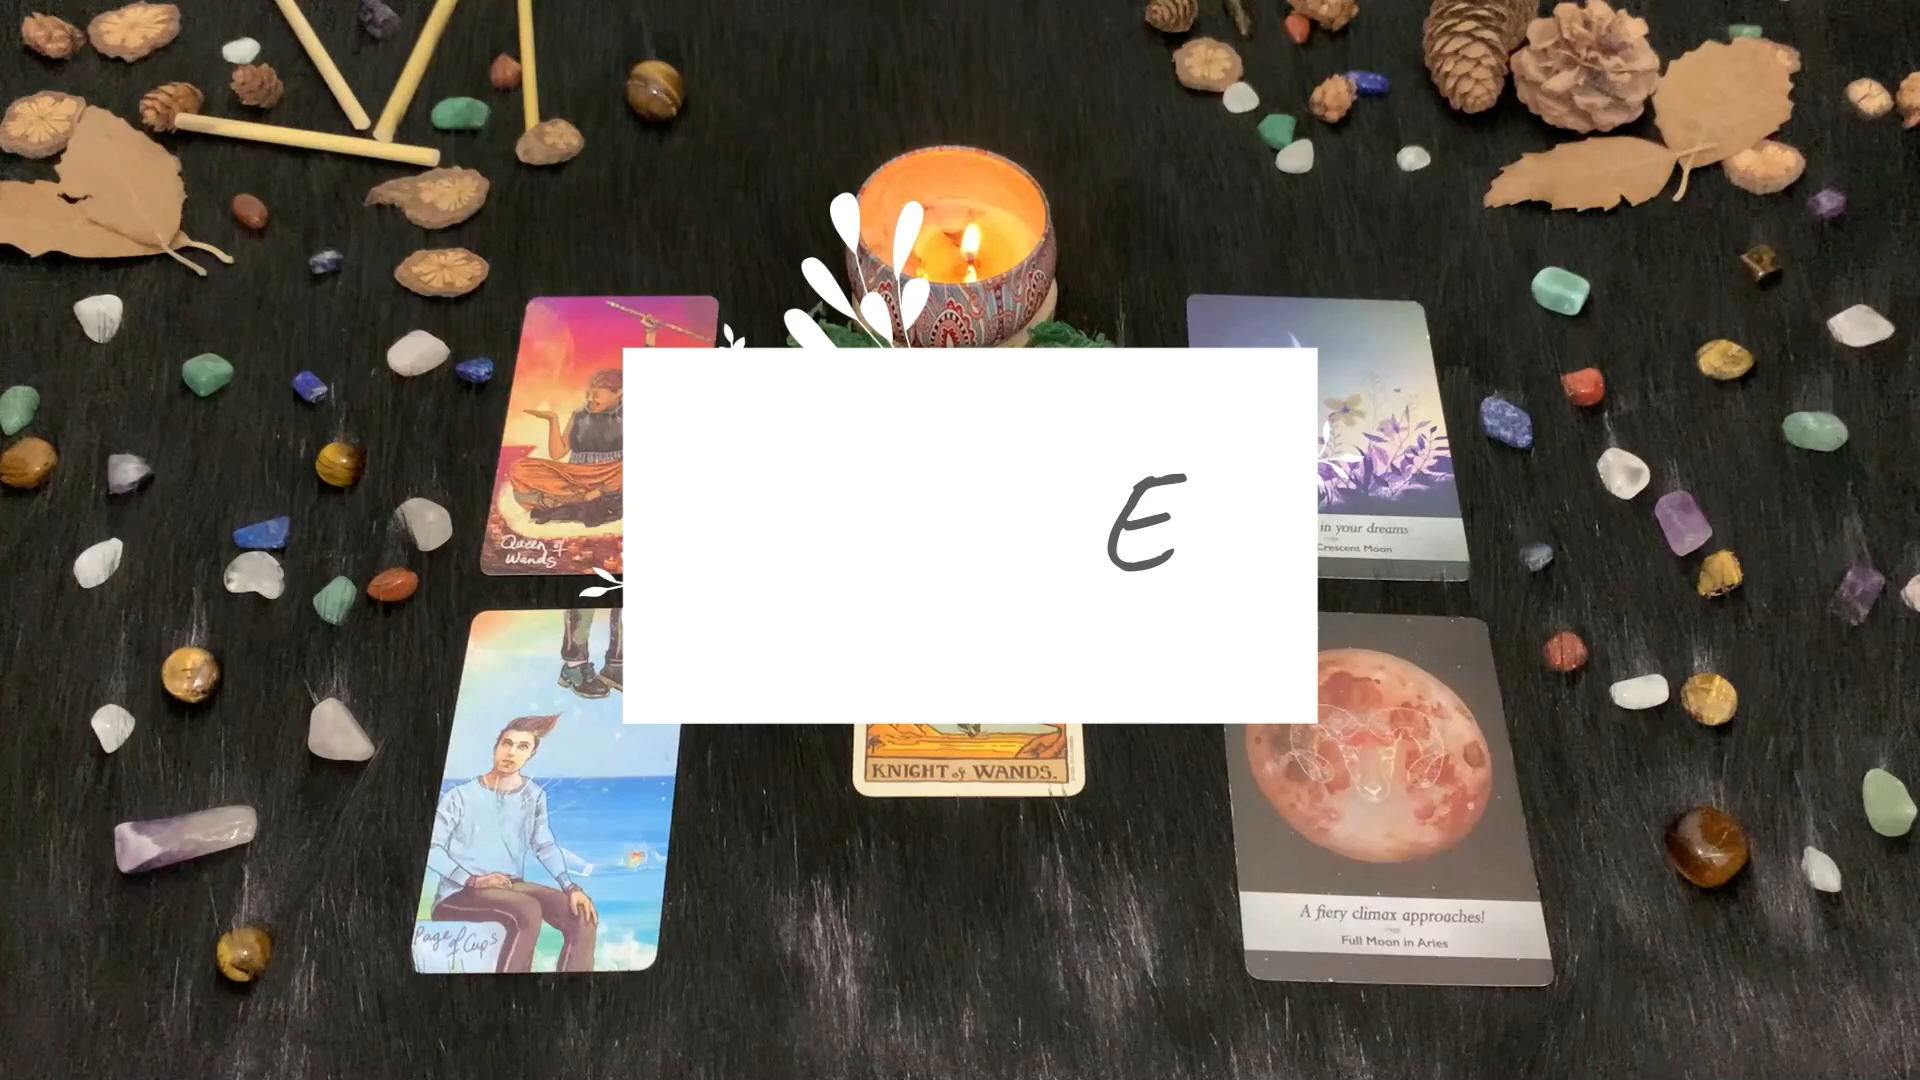 Queen of
Wands
E
in your dreams
Crescent Moon
KNIGHT of WANDS.
Page of Cups
A fiery climax approaches!
Full Moon in Aries